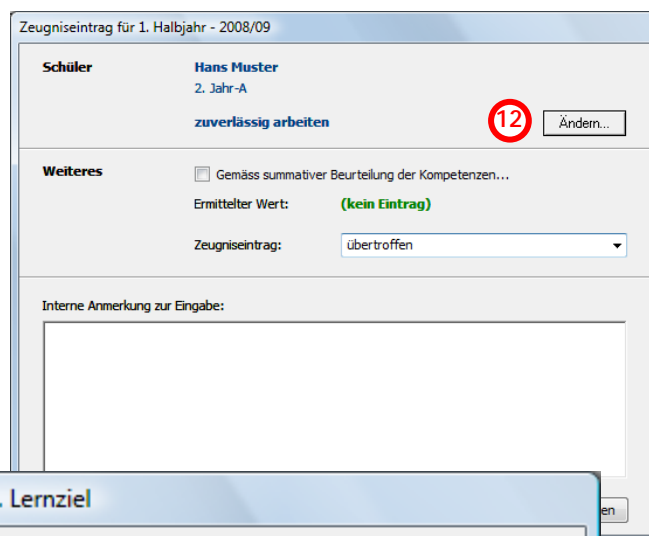 Zeugniseintrag für 1. Halbjahr - 2008/09
Schüler Hans Muster
2. Jahr-A
zuverlässig arbeiten 12 Ändern...
Weiteres Gemäss summativer Beurteilung der Kompetenzen...
Ermittelter Wert: (kein Eintrag)
Zeugniseintrag: übertroffen
Interne Anmerkung zur Eingabe:
. Lernziel
en